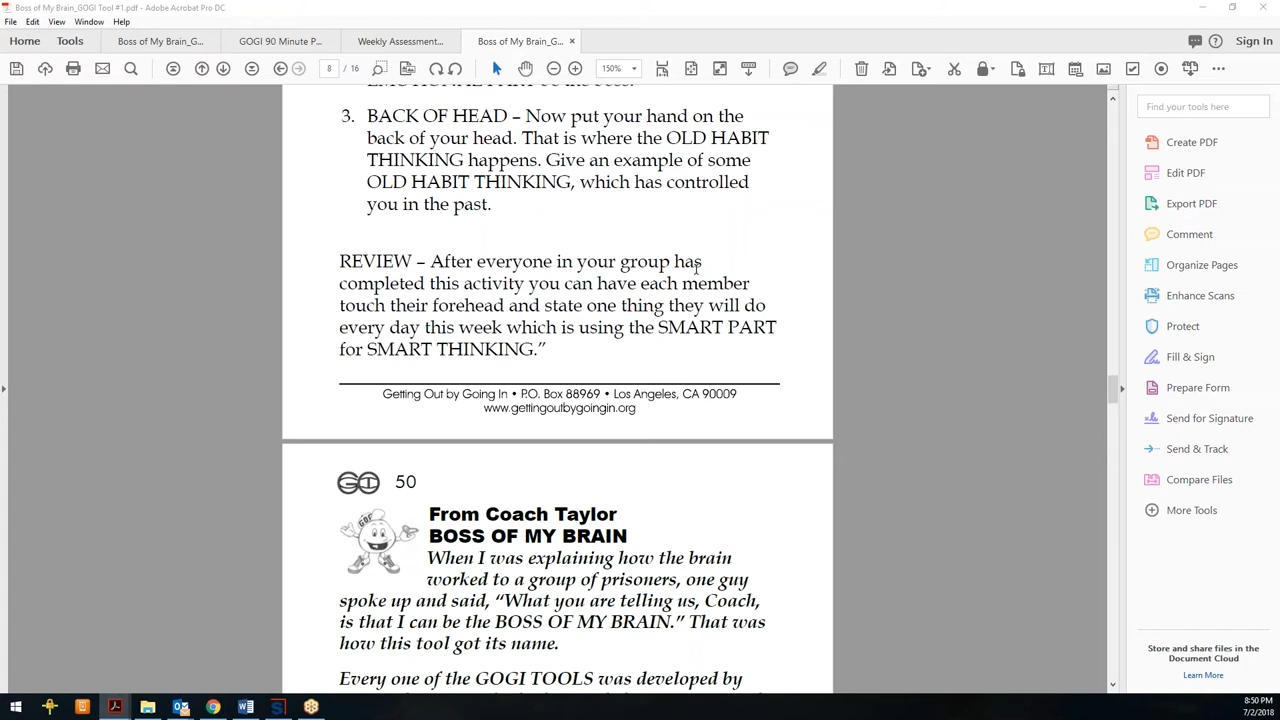 Boss of My Brain_GOGI Tool #1.pdf - Adobe Acrobat Pro DC
File Edit View Window Help
Home Tools Boss of My Brain_G... GOGI 90 Minute P... Weekly Assessment... Boss of My Brain_G... × Sign In
8 / 16 150%
3. BACK OF HEAD – Now put your hand on the
back of your head. That is where the OLD HABIT
THINKING happens. Give an example of some
OLD HABIT THINKING, which has controlled
you in the past.
REVIEW – After everyone in your group has
completed this activity you can have each member
touch their forehead and state one thing they will do
every day this week which is using the SMART PART
for SMART THINKING.”
Getting Out by Going In • P.O. Box 88969 • Los Angeles, CA 90009
www.gettingoutbygoingin.org
GOGI 50
From Coach Taylor
BOSS OF MY BRAIN
When I was explaining how the brain
worked to a group of prisoners, one guy
spoke up and said, “What you are telling us, Coach,
is that I can be the BOSS OF MY BRAIN.” That was
how this tool got its name.
Every one of the GOGI TOOLS was developed by
Find your tools here
Create PDF
Edit PDF
Export PDF
Comment
Organize Pages
Enhance Scans
Protect
Fill & Sign
Prepare Form
Send for Signature
Send & Track
Compare Files
More Tools
Store and share files in the
Document Cloud
Learn More
8:50 PM
7/2/2018